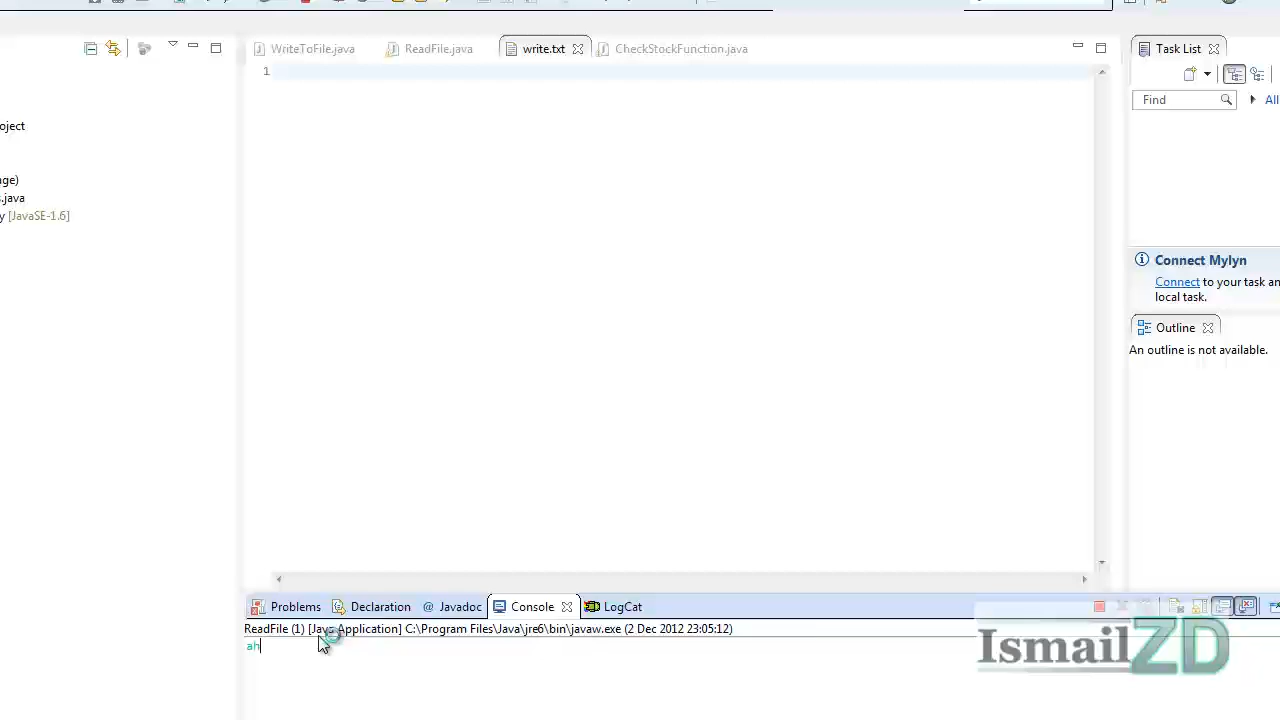 WriteToFile.java ReadFile.java write.txt CheckStockFunction.java Task List
1
Find All
oject
nge)
.java
y [JavaSE-1.6]
Connect Mylyn
Connect to your task an
local task.
Outline
An outline is not available.
Problems Declaration @ Javadoc Console LogCat
ReadFile (1) [Java Application] C:\Program Files\Java\jre6\bin\javaw.exe (2 Dec 2012 23:05:12)
ah
IsmailZD